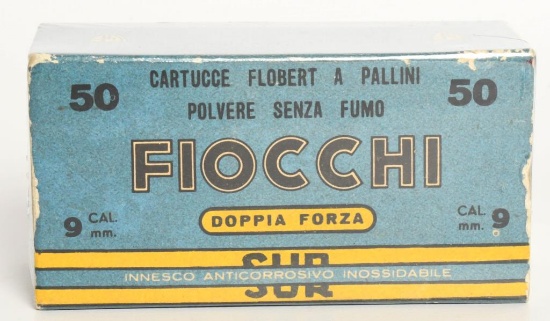 50 CARTUCCE FLOBERT A PALLINI 50
POLVERE SENZA FUMO
FIOCCHI
DOPPIA FORZA
9 CAL. mm. CAL. mm. 9
SUR
INNESCO ANTICORROSIVO INOSSIDABILE